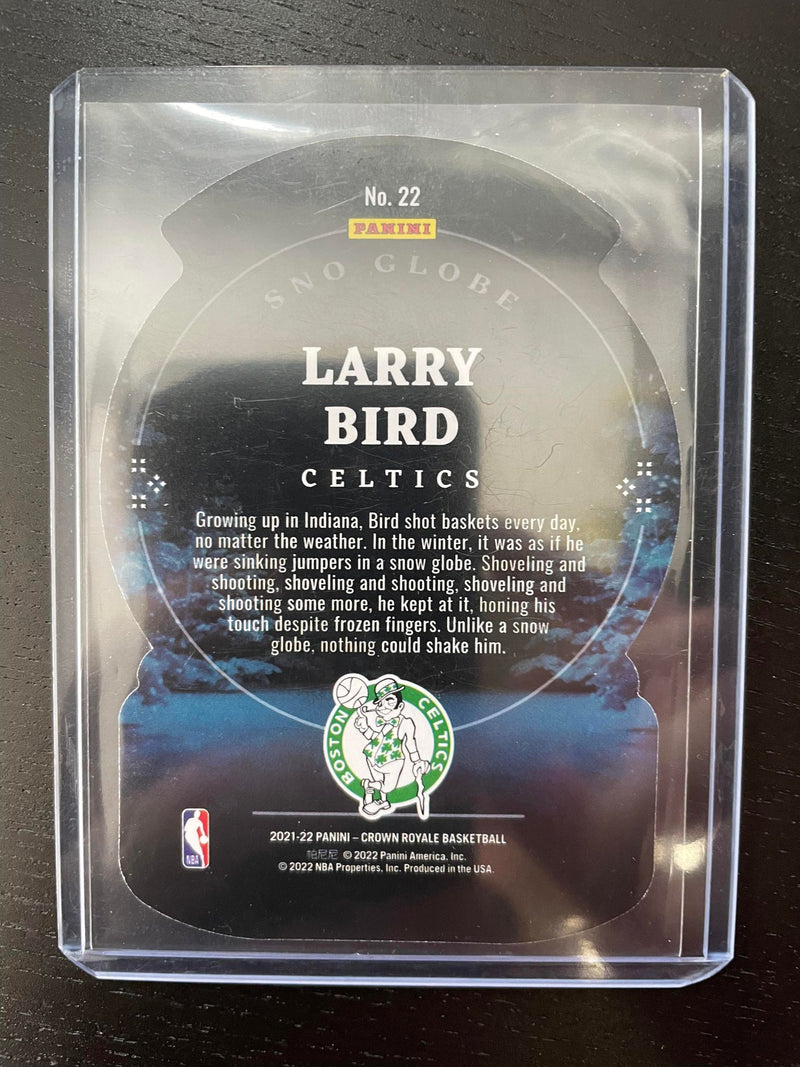 No. 22
PANINI
SNO GLOBE
LARRY
BIRD
CELTICS
Growing up in Indiana, Bird shot baskets every day,
no matter the weather. In the winter, it was as if he
were sinking jumpers in a snow globe. Shoveling and
shooting, shoveling and shooting, shoveling and
shooting some more, he kept at it, honing his
touch despite frozen fingers. Unlike a snow
globe, nothing could shake him.
BOSTON CELTICS
NBA
2021-22 PANINI – CROWN ROYALE BASKETBALL
帕尼尼 © 2022 Panini America, Inc.
© 2022 NBA Properties, Inc. Produced in the USA.